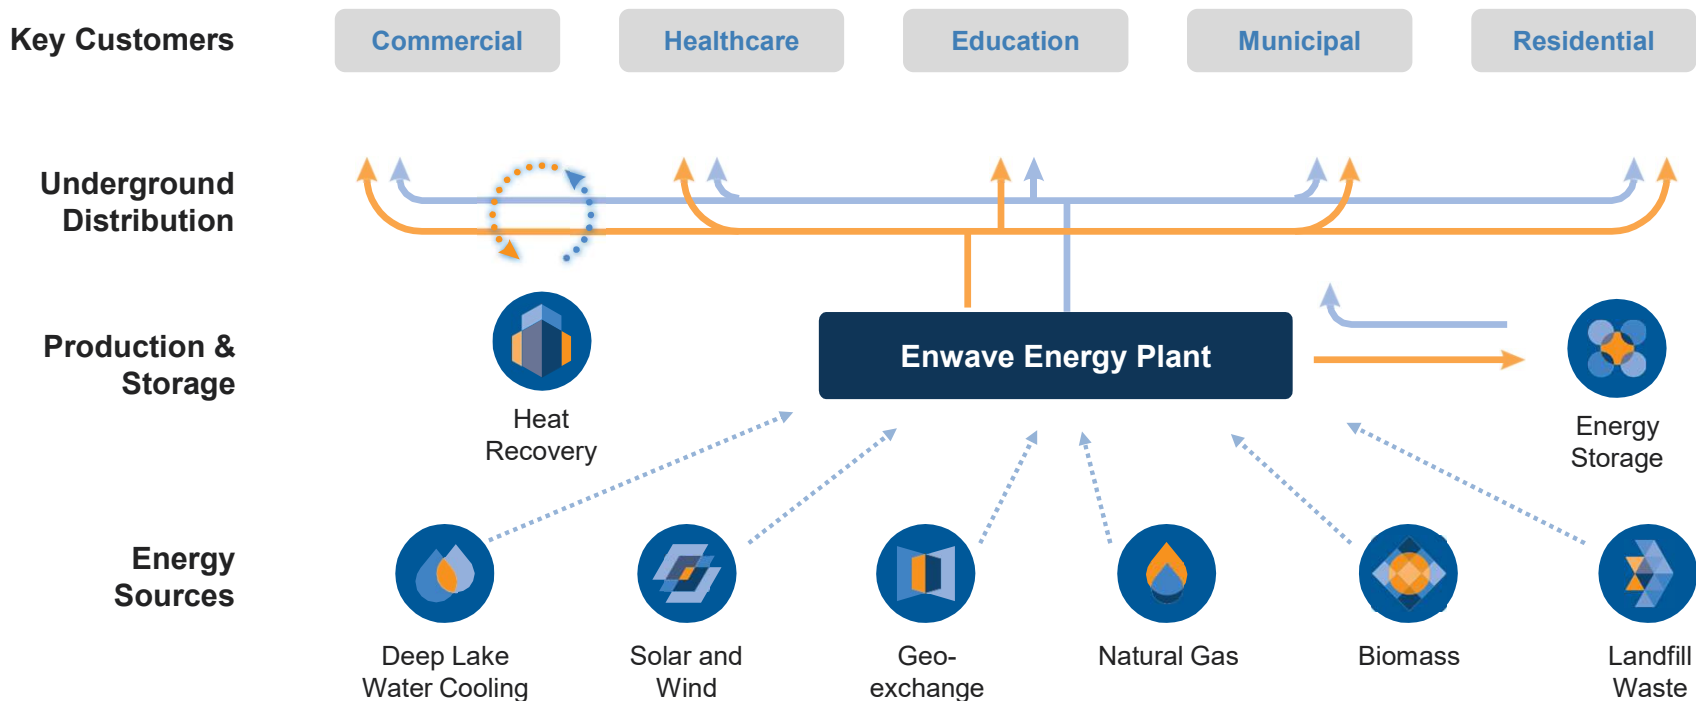 Key Customers
Commercial
Healthcare
Education
Municipal
Residential
Underground
Distribution
Production &
Storage
Heat
Recovery
Enwave Energy Plant
Energy
Storage
Energy
Sources
Deep Lake
Water Cooling
Solar and
Wind
Geo-
exchange
Natural Gas
Biomass
Landfill
Waste